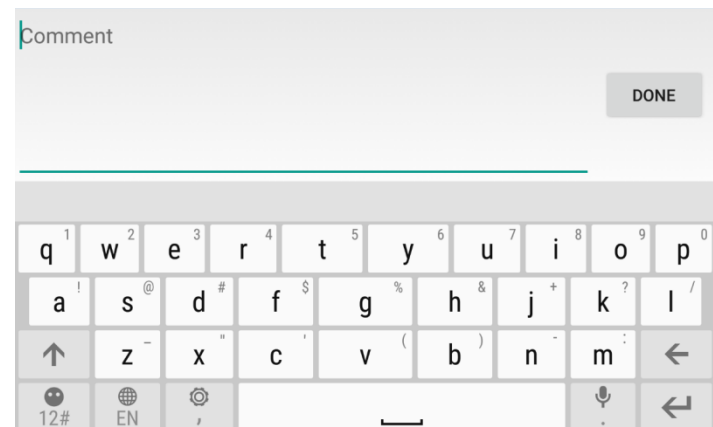 Comment
DONE
q 1 w 2 e 3 r 4 t 5 y 6 u 7 i 8 o 9 p 0
a ! s @ d # f $ g % h & j + k ? l /
z _ x " c ' v ( b ) n - m :
12# EN , .